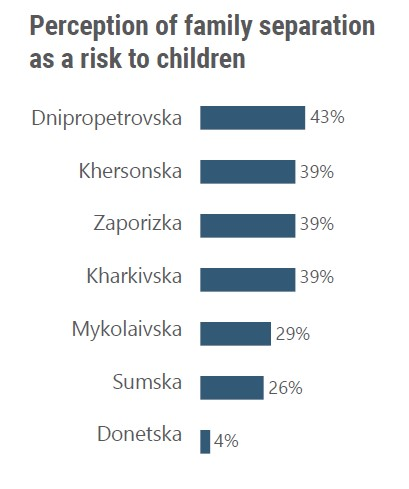 Perception of family separation
as a risk to children
Dnipropetrovska 43%
Khersonska 39%
Zaporizka 39%
Kharkivska 39%
Mykolaivska 29%
Sumska 26%
Donetska 4%